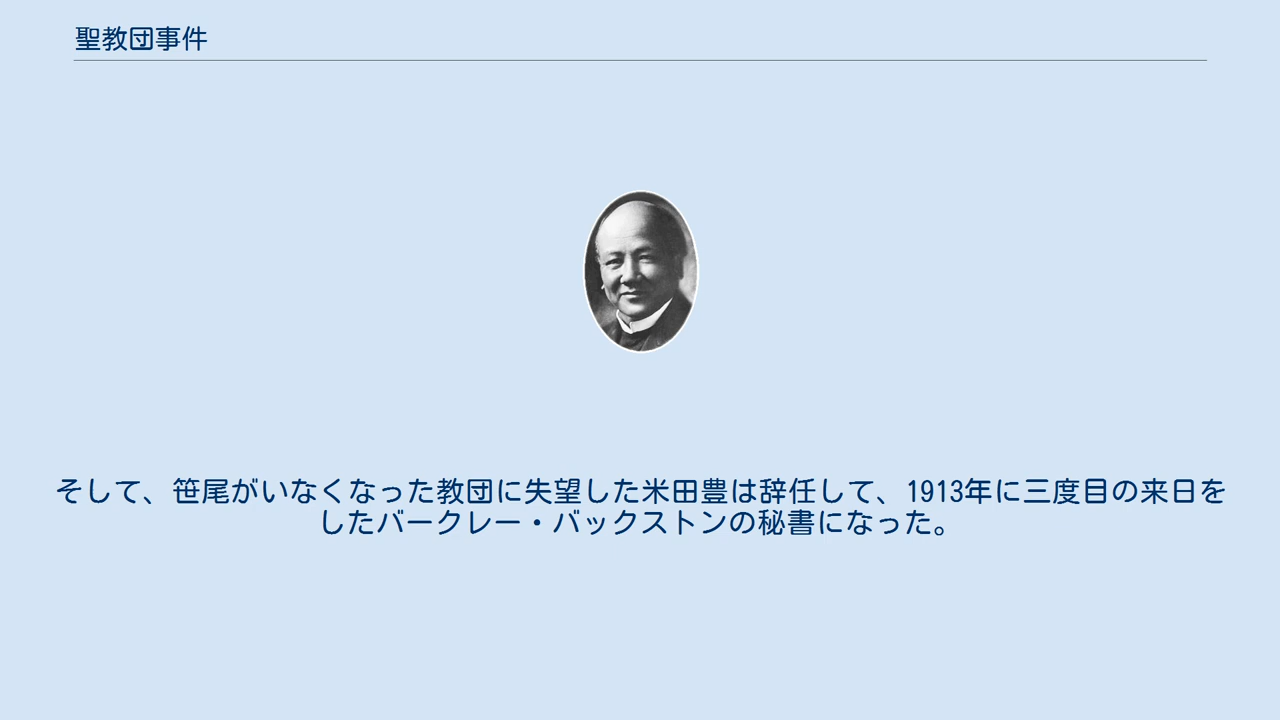 聖教団事件
そして、笹尾がいなくなった教団に失望した米田豊は辞任して、1913年に三度目の来日を
したバークレー・バックストンの秘書になった。